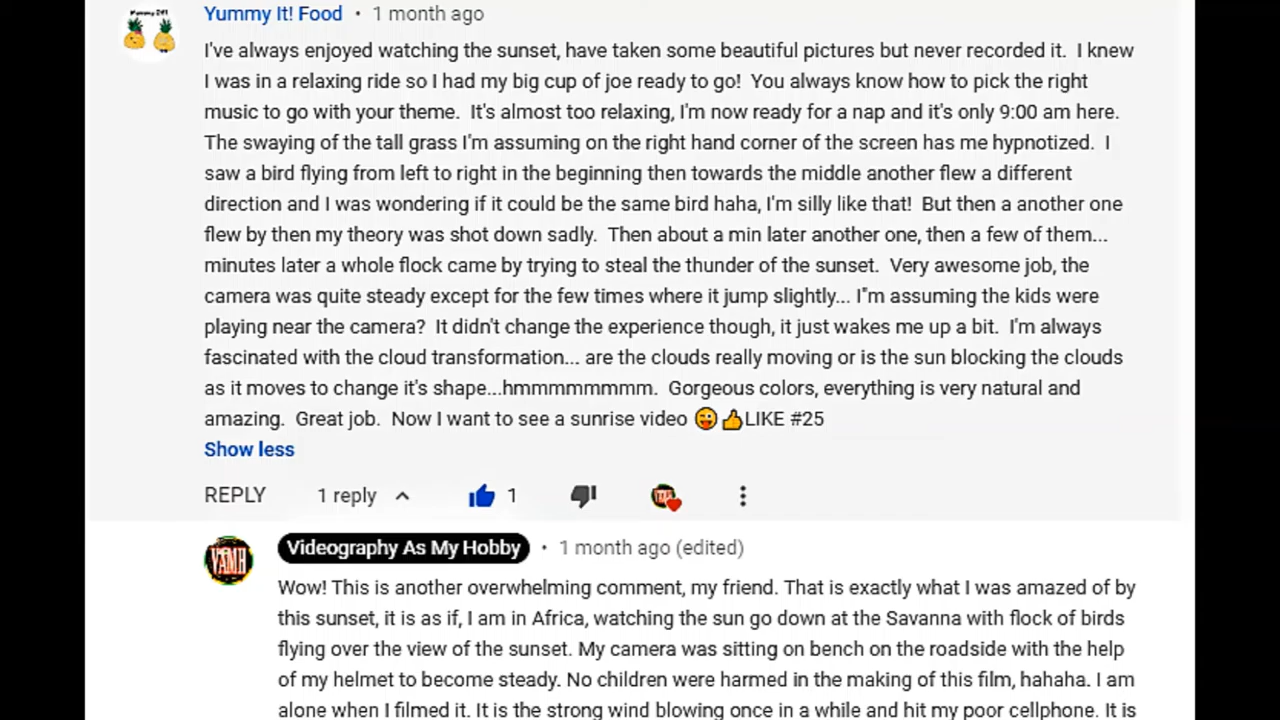 Yummy It! Food • 1 month ago
I've always enjoyed watching the sunset, have taken some beautiful pictures but never recorded it.  I knew
I was in a relaxing ride so I had my big cup of joe ready to go!  You always know how to pick the right
music to go with your theme.  It's almost too relaxing, I'm now ready for a nap and it's only 9:00 am here.
The swaying of the tall grass I'm assuming on the right hand corner of the screen has me hypnotized.  I
saw a bird flying from left to right in the beginning then towards the middle another flew a different
direction and I was wondering if it could be the same bird haha, I'm silly like that!  But then a another one
flew by then my theory was shot down sadly.  Then about a min later another one, then a few of them...
minutes later a whole flock came by trying to steal the thunder of the sunset.  Very awesome job, the
camera was quite steady except for the few times where it jump slightly... I"m assuming the kids were
playing near the camera?  It didn't change the experience though, it just wakes me up a bit.  I'm always
fascinated with the cloud transformation... are the clouds really moving or is the sun blocking the clouds
as it moves to change it's shape...hmmmmmmmm.  Gorgeous colors, everything is very natural and
amazing.  Great job.  Now I want to see a sunrise video 😜👍LIKE #25
Show less
REPLY 1 reply 1
VAMH
Videography As My Hobby • 1 month ago (edited)
Wow! This is another overwhelming comment, my friend. That is exactly what I was amazed of by
this sunset, it is as if, I am in Africa, watching the sun go down at the Savanna with flock of birds
flying over the view of the sunset. My camera was sitting on bench on the roadside with the help
of my helmet to become steady. No children were harmed in the making of this film, hahaha. I am
alone when I filmed it. It is the strong wind blowing once in a while and hit my poor cellphone. It is